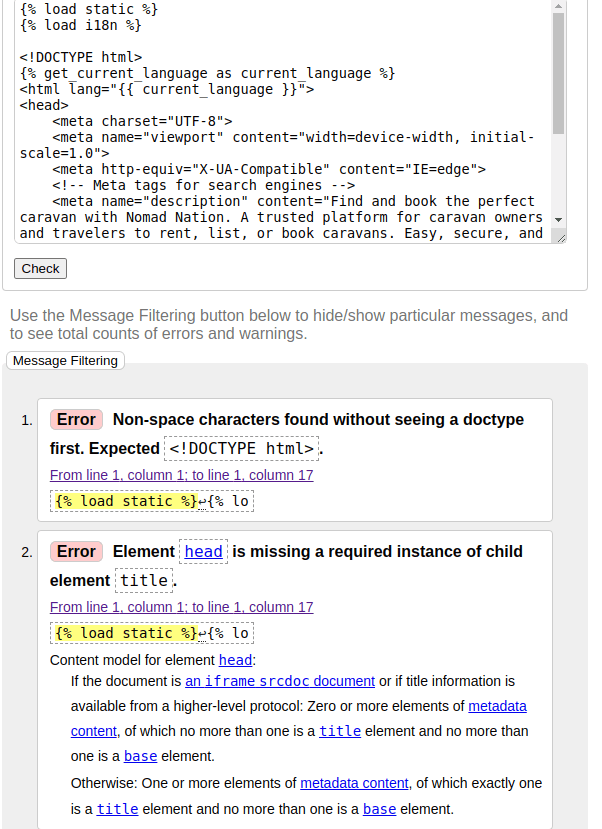 {% load static %}
{% load i18n %}
<!DOCTYPE html>
{% get_current_language as current_language %}
<html lang="{{ current_language }}">
<head>
    <meta charset="UTF-8">
    <meta name="viewport" content="width=device-width, initial-
scale=1.0">
    <meta http-equiv="X-UA-Compatible" content="IE=edge">
    <!-- Meta tags for search engines -->
    <meta name="description" content="Find and book the perfect
caravan with Nomad Nation. A trusted platform for caravan owners
and travelers to rent, list, or book caravans. Easy, secure, and
Check
Use the Message Filtering button below to hide/show particular messages, and
to see total counts of errors and warnings.
Message Filtering
1. Error Non-space characters found without seeing a doctype
first. Expected <!DOCTYPE html>.
From line 1, column 1; to line 1, column 17
{% load static %}↩{% lo
2. Error Element head is missing a required instance of child
element title.
From line 1, column 1; to line 1, column 17
{% load static %}↩{% lo
Content model for element head:
If the document is an iframe srcdoc document or if title information is
available from a higher-level protocol: Zero or more elements of metadata
content, of which no more than one is a title element and no more than
one is a base element.
Otherwise: One or more elements of metadata content, of which exactly one
is a title element and no more than one is a base element.